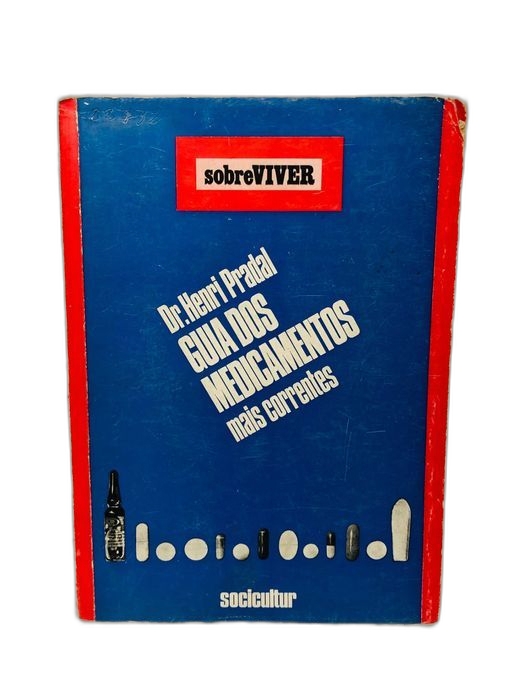 sobreVIVER
Dr. Henri Pradal
GUIA DOS
MEDICAMENTOS
mais correntes
socicultur